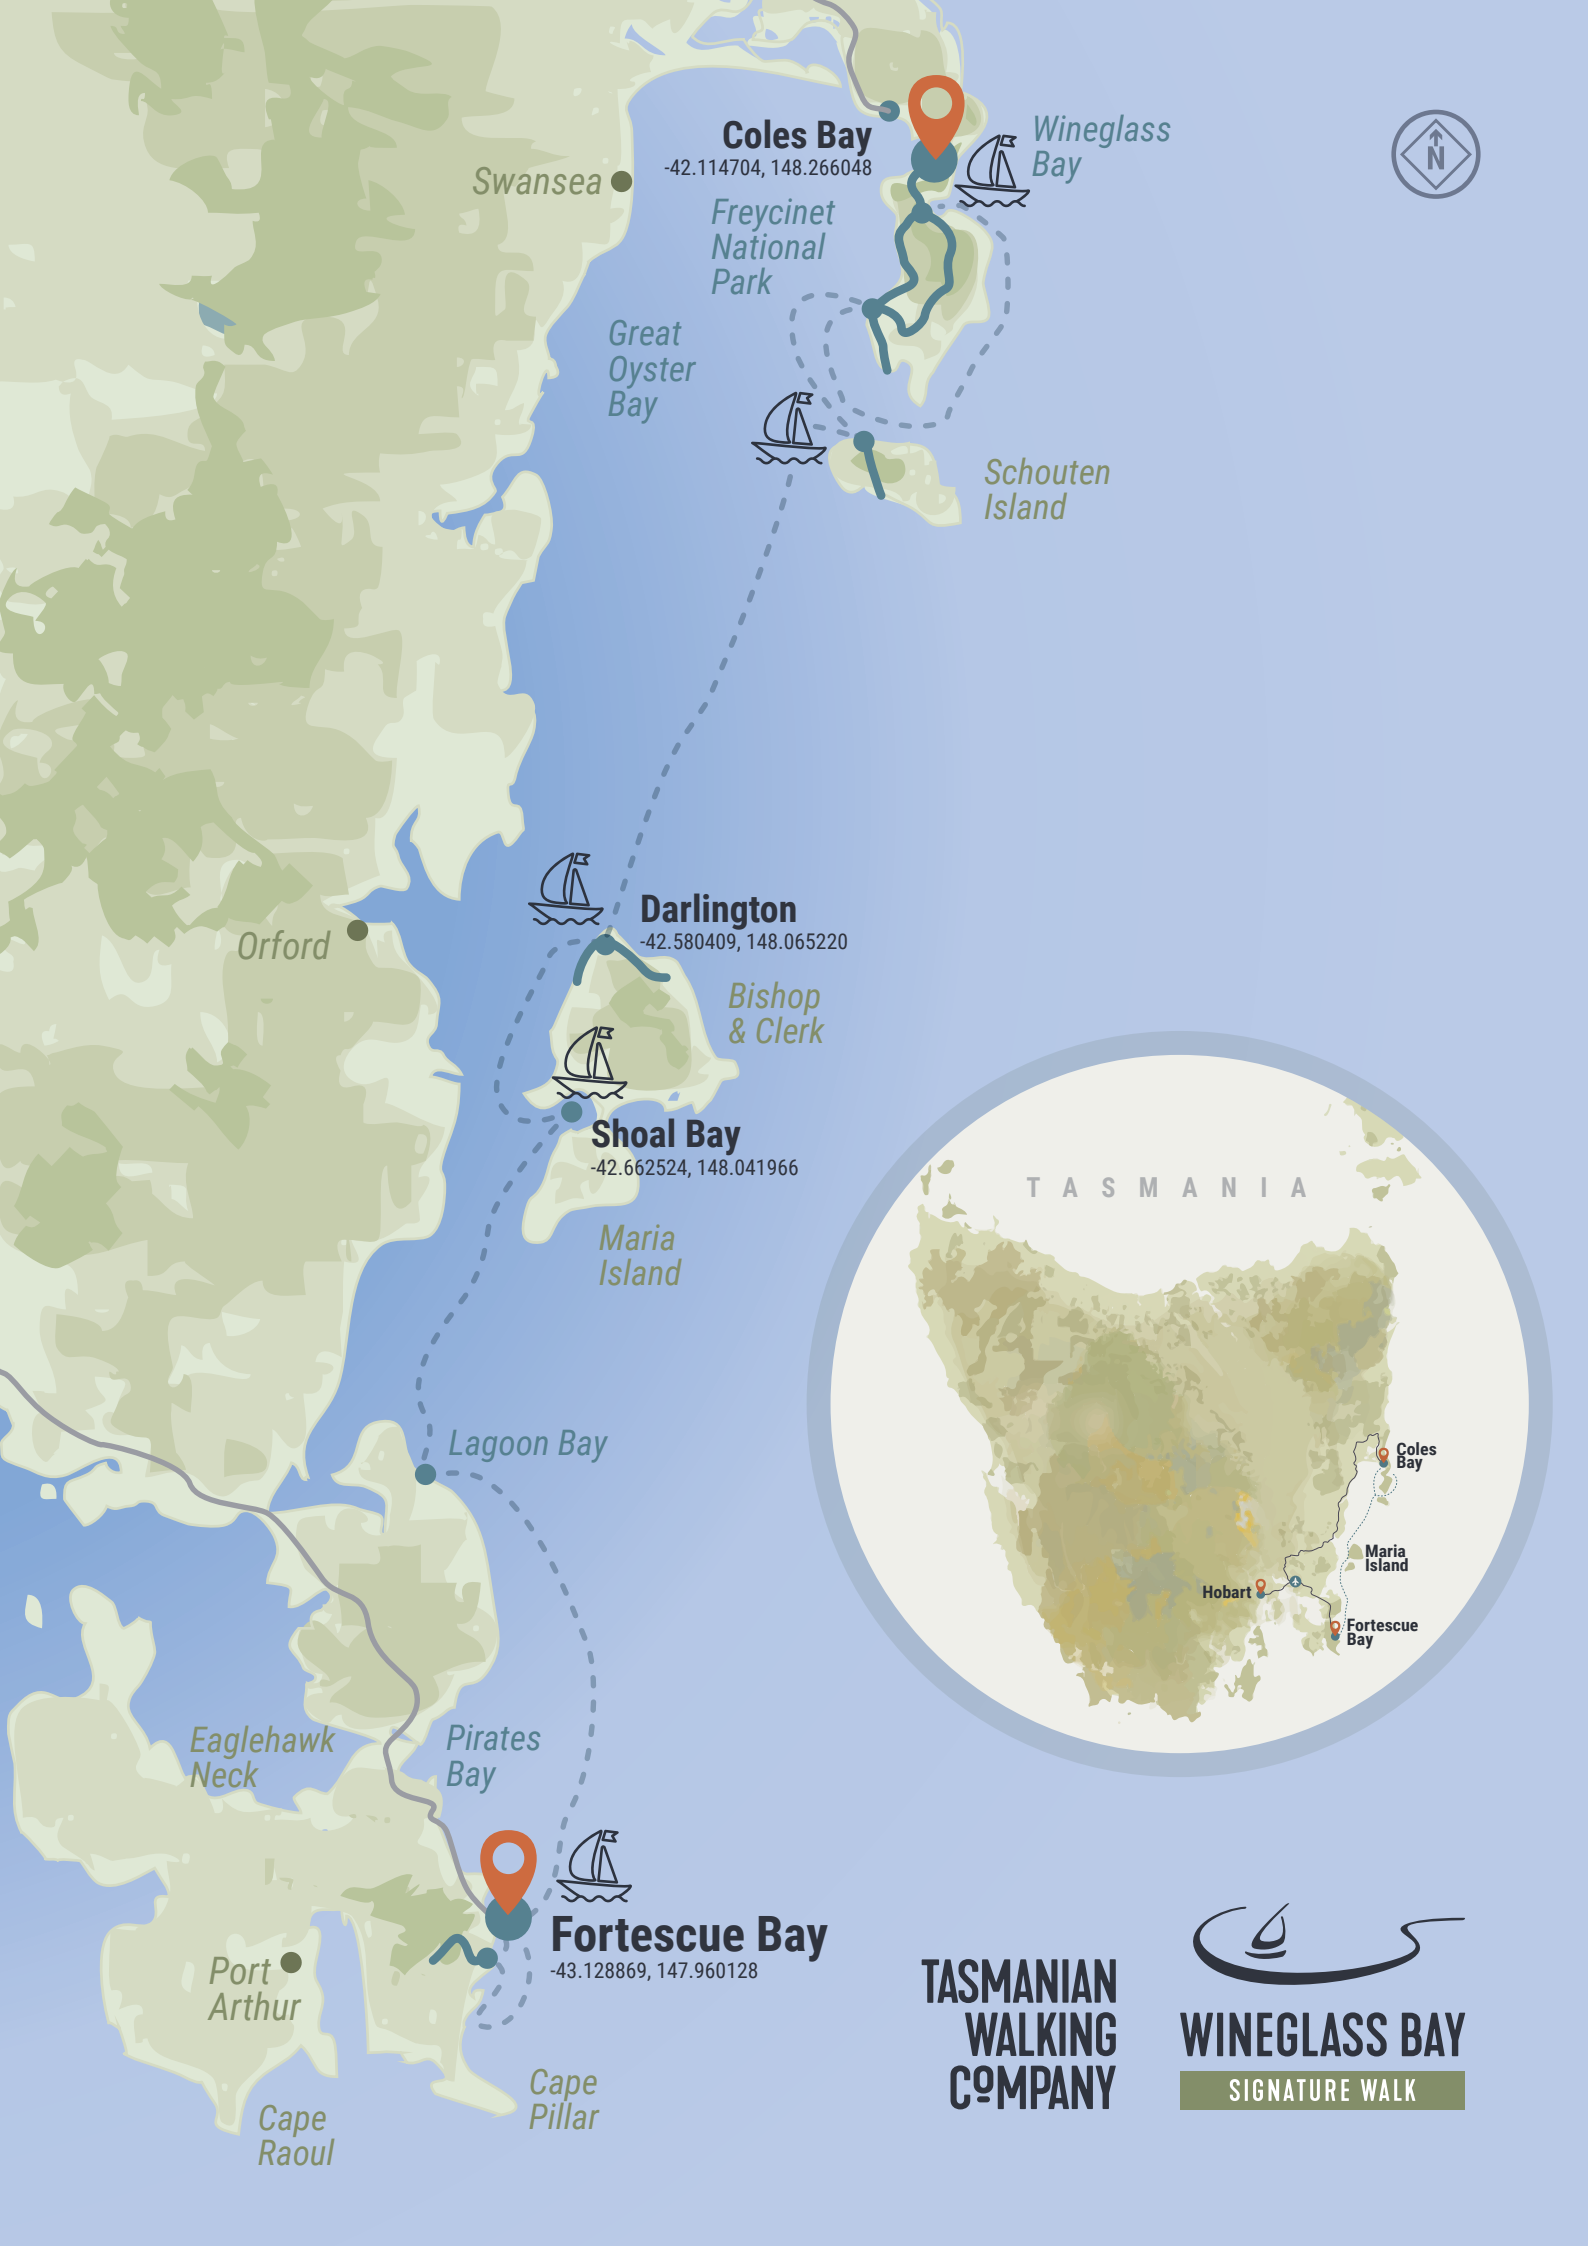 Coles Bay
-42.114704, 148.266048
Wineglass
Bay
N
Swansea
Freycinet
National
Park
Great
Oyster
Bay
Schouten
Island
Darlington
-42.580409, 148.065220
Orford
Bishop
& Clerk
Shoal Bay
-42.662524, 148.041966
Maria
Island
TASMANIA
Coles
Bay
Maria
Island
Hobart
Fortescue
Bay
Lagoon Bay
Eaglehawk
Neck
Pirates
Bay
Fortescue Bay
-43.128869, 147.960128
Port
Arthur
Cape
Pillar
Cape
Raoul
TASMANIAN
WALKING
COMPANY
WINEGLASS BAY
SIGNATURE WALK